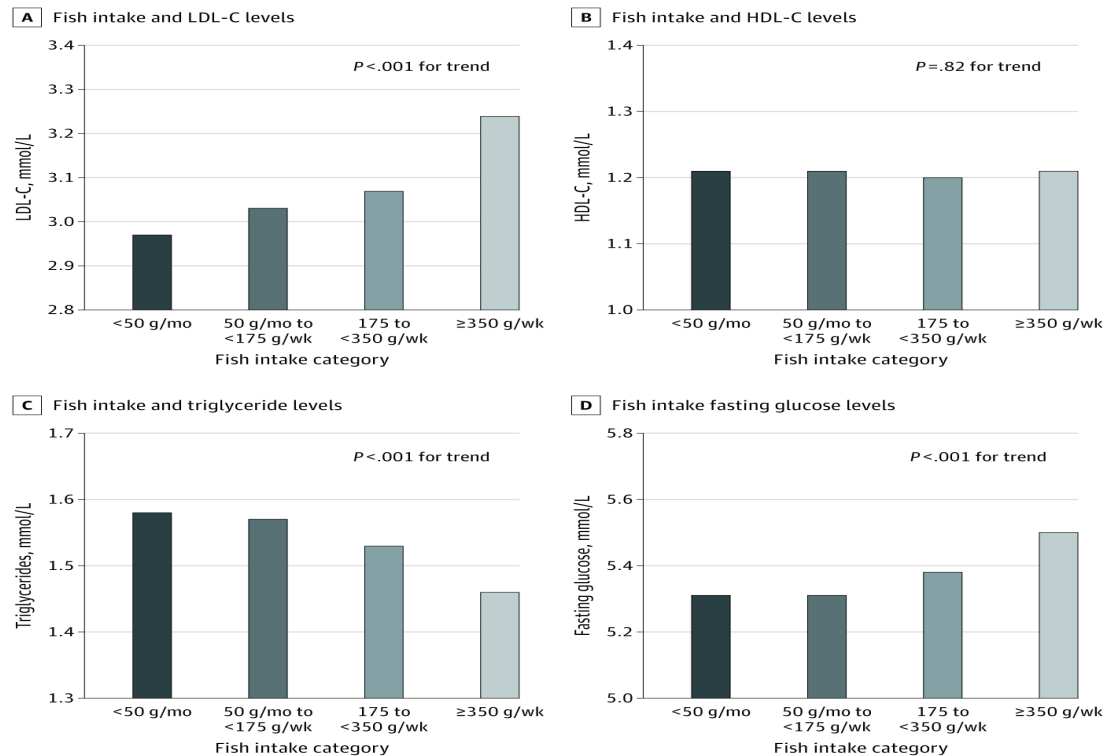 A Fish intake and LDL-C levels
P<.001 for trend
LDL-C, mmol/L
3.4
3.3
3.2
3.1
3.0
2.9
2.8
<50 g/mo
50 g/mo to
<175 g/wk
175 to
<350 g/wk
≥350 g/wk
Fish intake category
B Fish intake and HDL-C levels
P=.82 for trend
HDL-C, mmol/L
1.4
1.3
1.2
1.1
1.0
<50 g/mo
50 g/mo to
<175 g/wk
175 to
<350 g/wk
≥350 g/wk
Fish intake category
C Fish intake and triglyceride levels
P<.001 for trend
Triglycerides, mmol/L
1.7
1.6
1.5
1.4
1.3
<50 g/mo
50 g/mo to
<175 g/wk
175 to
<350 g/wk
≥350 g/wk
Fish intake category
D Fish intake fasting glucose levels
P<.001 for trend
Fasting glucose, mmol/L
5.8
5.6
5.4
5.2
5.0
<50 g/mo
50 g/mo to
<175 g/wk
175 to
<350 g/wk
≥350 g/wk
Fish intake category